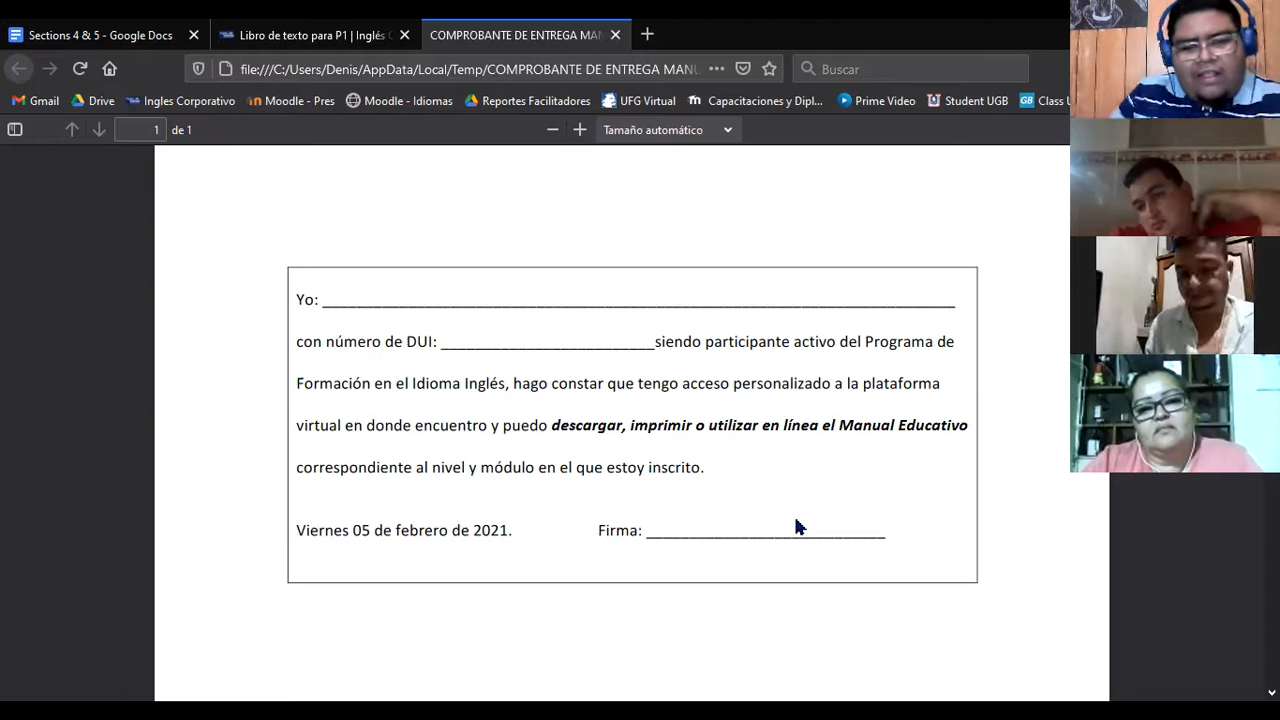 Sections 4 & 5 - Google Docs
Libro de texto para P1 | Inglés C
COMPROBANTE DE ENTREGA MAN
file:///C:/Users/Denis/AppData/Local/Temp/COMPROBANTE DE ENTREGA MANU
Buscar
Gmail
Drive
Ingles Corporativo
Moodle - Pres
Moodle - Idiomas
Reportes Facilitadores
UFG Virtual
Capacitaciones y Dipl...
Prime Video
Student UGB
Class U
1 de 1
Tamaño automático
Yo: ____________________________________________________________________________
con número de DUI: _________________________siendo participante activo del Programa de
Formación en el Idioma Inglés, hago constar que tengo acceso personalizado a la plataforma
virtual en donde encuentro y puedo descargar, imprimir o utilizar en línea el Manual Educativo
correspondiente al nivel y módulo en el que estoy inscrito.
Viernes 05 de febrero de 2021. Firma: ____________________________